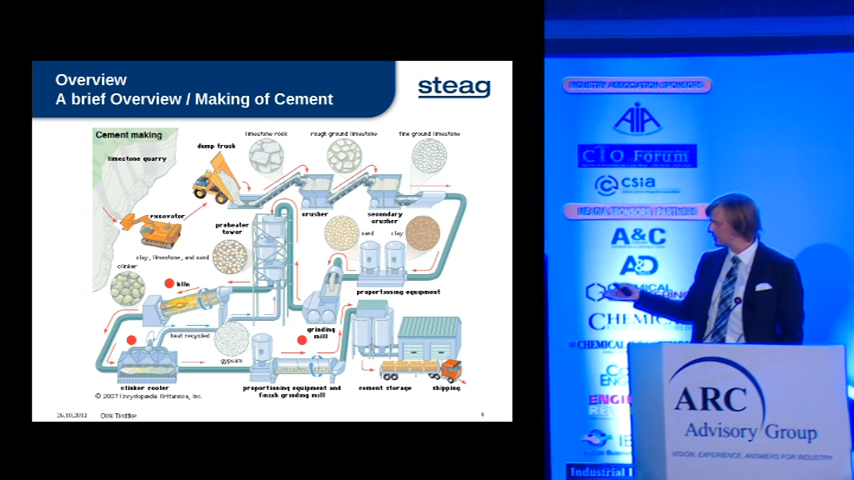 Overview
A brief Overview / Making of Cement
steag
Cement making
limestone quarry
dump truck
limestone rock
rough ground limestone
fine ground limestone
excavator
crusher
secondary crusher
preheater tower
sand
clay
clay, limestone, and sand
clinker
kiln
proportioning equipment
grinding mill
heat recycled
gypsum
clinker cooler
proportioning equipment and finish grinding mill
cement storage
shipping
© 2007 Encyclopædia Britannica, Inc.
26.10.2012
INDUSTRY ASSOCIATION SPONSORS
AIA
CTO Forum
csia
MEDIA SPONSORS / PARTNERS
A&C
A&D
CHEMICAL
ARC
Advisory Group
VISION, EXPERIENCE, ANSWERS FOR INDUSTRY
Industrial